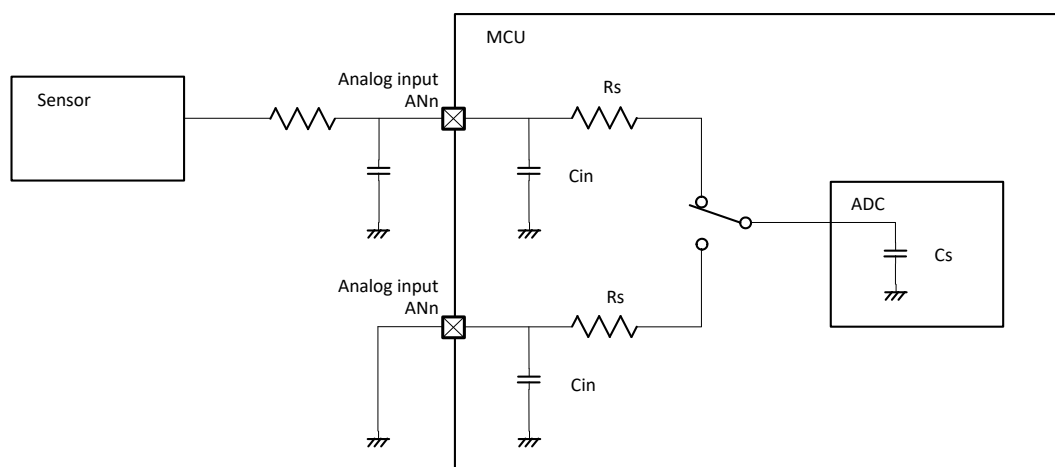 MCU
Sensor
Analog input
ANn
Rs
Cin
ADC
Cs
Analog input
ANn
Rs
Cin